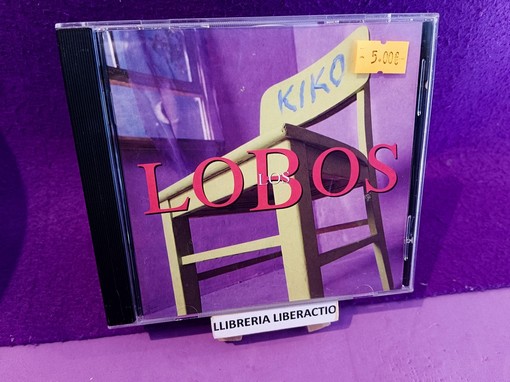 5.00€
KIKO
LOS
LOBOS
LLIBRERIA LIBERACTIO